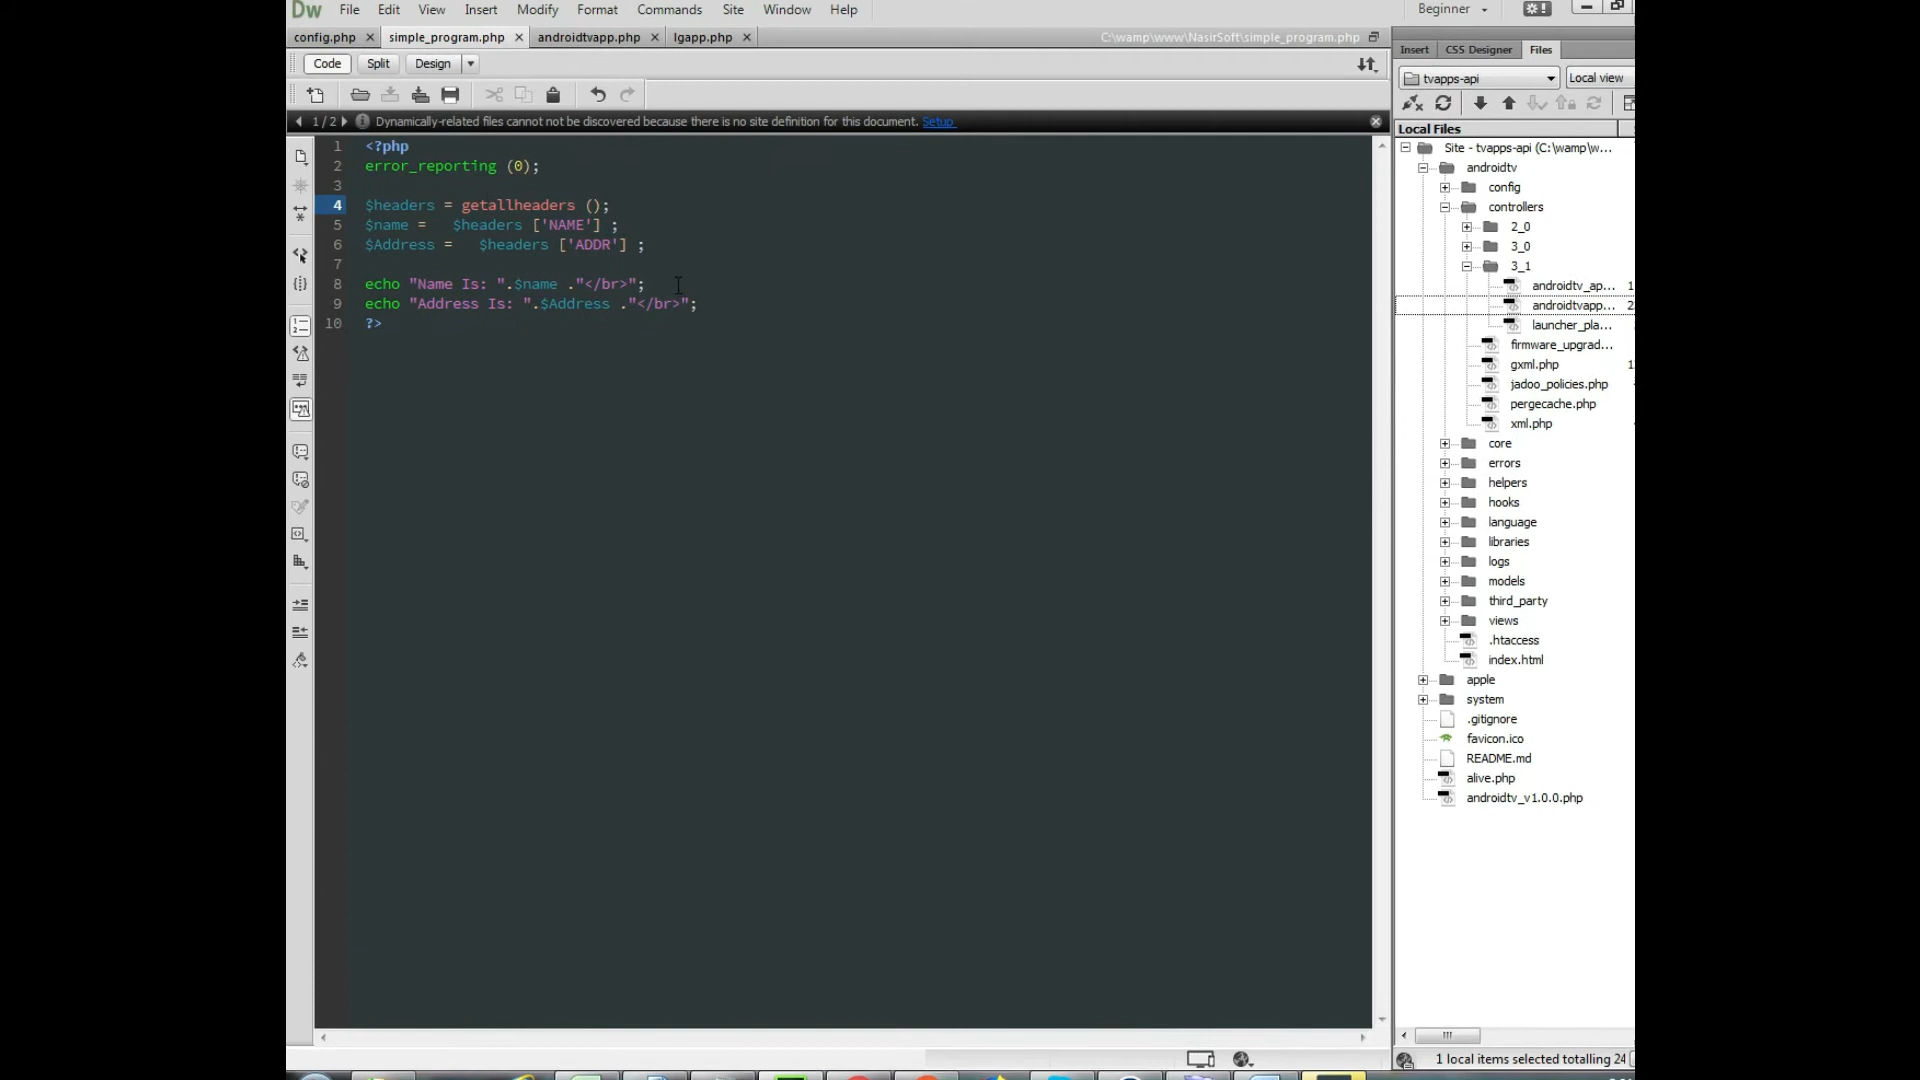 Dw File Edit View Insert Modify Format Commands Site Window Help Beginner
config.php simple_program.php androidtvapp.php lgapp.php C:\wamp\www\NasirSoft\simple_program.php
Code Split Design
1 / 2 Dynamically-related files cannot not be discovered because there is no site definition for this document. Setup
1 <?php
2 error_reporting (0);
3
4 $headers = getallheaders ();
5 $name = $headers ['NAME'] ;
6 $Address = $headers ['ADDR'] ;
7
8 echo "Name Is: ".$name ."</br>";
9 echo "Address Is: ".$Address ."</br>";
10 ?>
Insert CSS Designer Files
tvapps-api Local view
Local Files
Site - tvapps-api (C:\wamp\w...
androidtv
config
controllers
2_0
3_0
3_1
androidtv_ap... 1
androidtvapp... 2
launcher_pla...
firmware_upgrad...
gxml.php 1
jadoo_policies.php
pergecache.php
xml.php
core
errors
helpers
hooks
language
libraries
logs
models
third_party
views
.htaccess
index.html
apple
system
.gitignore
favicon.ico
README.md
alive.php
androidtv_v1.0.0.php
1 local items selected totalling 24